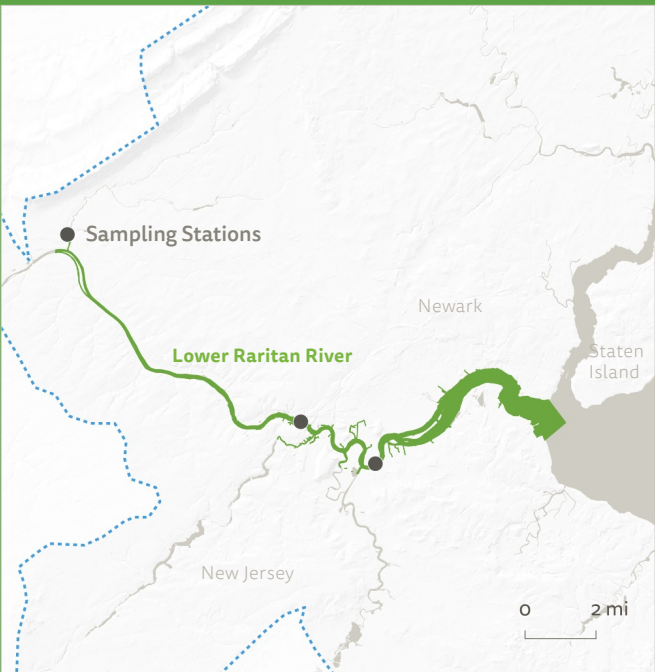 Sampling Stations
Newark
Lower Raritan River
Staten
Island
New Jersey
0 2 mi